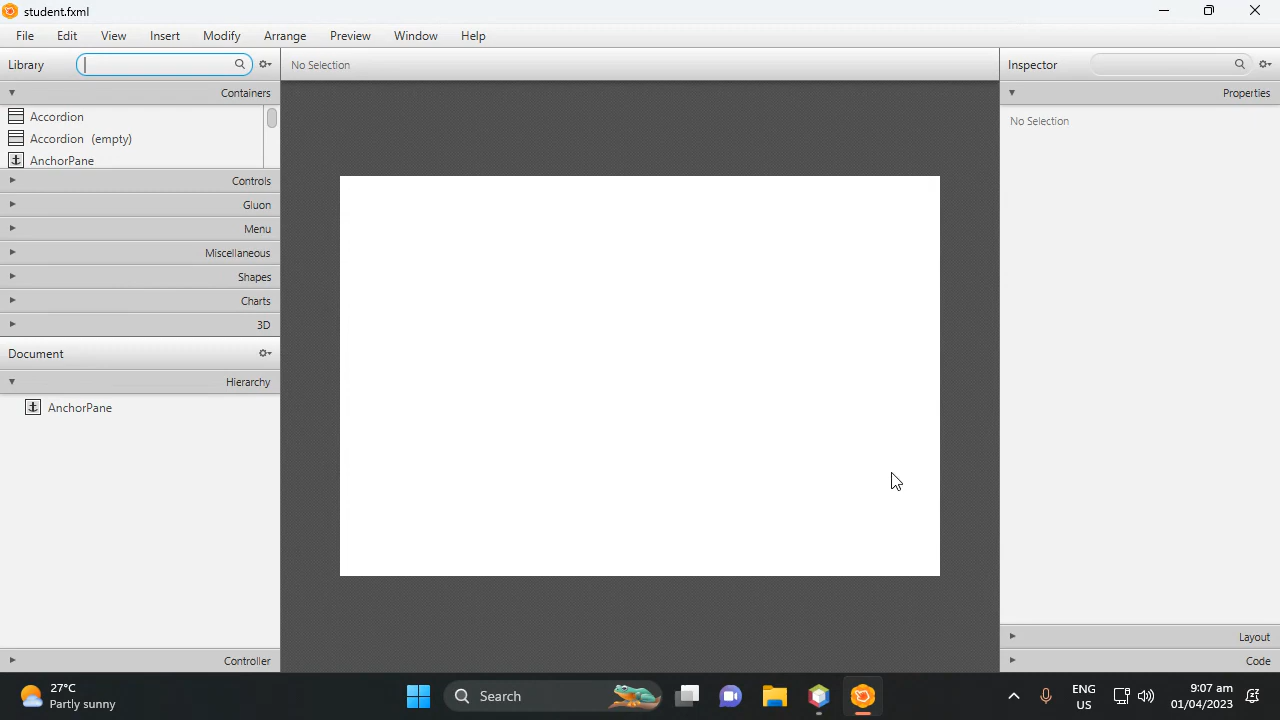 student.fxml
File Edit View Insert Modify Arrange Preview Window Help
Library
No Selection
Inspector
Containers
Properties
Accordion
No Selection
Accordion (empty)
AnchorPane
Controls
Gluon
Menu
Miscellaneous
Shapes
Charts
3D
Document
Hierarchy
AnchorPane
Layout
Controller
Code
27°C
Partly sunny
Search
ENG
US
9:07 am
01/04/2023